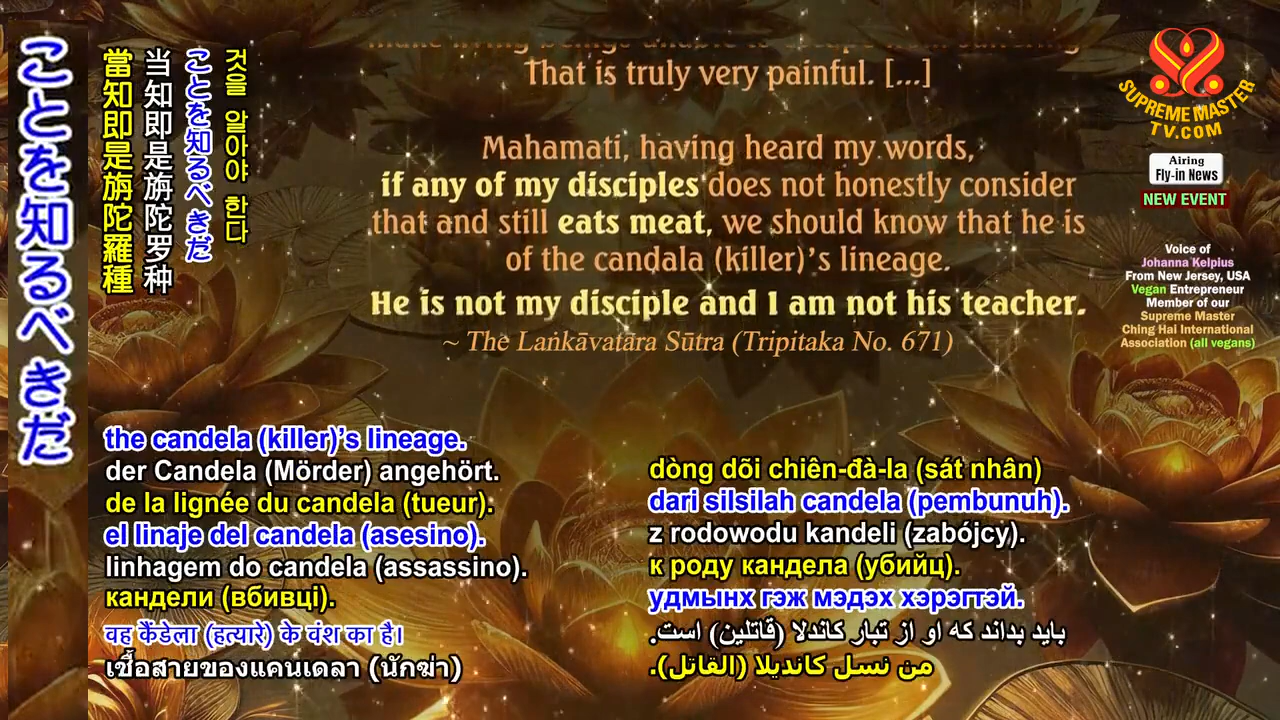 ことを知るべきだ
當知即是旃陀羅種
当知即是旃陀罗种
ことを知るべきだ
것을 알아야 한다
That is truly very painful. [...]
Mahamati, having heard my words,
if any of my disciples does not honestly consider
that and still eats meat, we should know that he is
of the candala (killer)’s lineage.
He is not my disciple and I am not his teacher.
~ The Laṅkāvatāra Sūtra (Tripitaka No. 671)
SUPREME MASTER
TV.COM
Airing
Fly-in News
NEW EVENT
Voice of
Johanna Kelpius
From New Jersey, USA
Vegan Entrepreneur
Member of our
Supreme Master
Ching Hai International
Association (all vegans)
the candela (killer)’s lineage.
der Candela (Mörder) angehört.
de la lignée du candela (tueur).
el linaje del candela (asesino).
linhagem do candela (assassino).
кандели (вбивці).
वह कैंडेला (हत्यारे) के वंश का है।
เชื้อสายของแคนเดลา (นักฆ่า)
dòng dõi chiên-đà-la (sát nhân)
dari silsilah candela (pembunuh).
z rodowodu kandeli (zabójcy).
к роду кандела (убийц).
удмынх гэж мэдэх хэрэгтэй.
باید بداند که او از تبار کاندلا (قاتلین) است.
من نسل كانديلا (القاتل).